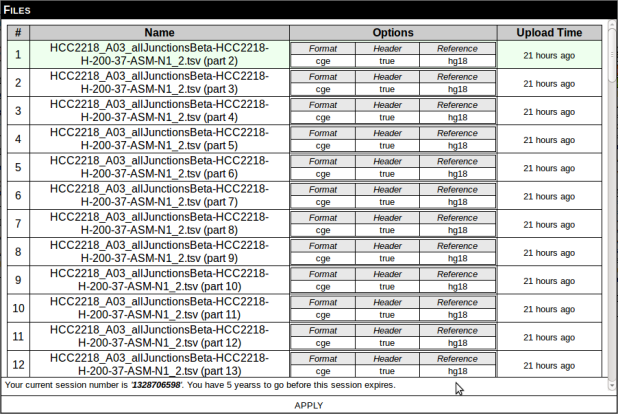 FILES
# Name Options Upload Time
1 HCC2218_A03_allJunctionsBeta-HCC2218- Format Header Reference 21 hours ago
H-200-37-ASM-N1_2.tsv (part 2) cge true hg18
2 HCC2218_A03_allJunctionsBeta-HCC2218- Format Header Reference 21 hours ago
H-200-37-ASM-N1_2.tsv (part 3) cge true hg18
3 HCC2218_A03_allJunctionsBeta-HCC2218- Format Header Reference 21 hours ago
H-200-37-ASM-N1_2.tsv (part 4) cge true hg18
4 HCC2218_A03_allJunctionsBeta-HCC2218- Format Header Reference 21 hours ago
H-200-37-ASM-N1_2.tsv (part 5) cge true hg18
5 HCC2218_A03_allJunctionsBeta-HCC2218- Format Header Reference 21 hours ago
H-200-37-ASM-N1_2.tsv (part 6) cge true hg18
6 HCC2218_A03_allJunctionsBeta-HCC2218- Format Header Reference 21 hours ago
H-200-37-ASM-N1_2.tsv (part 7) cge true hg18
7 HCC2218_A03_allJunctionsBeta-HCC2218- Format Header Reference 21 hours ago
H-200-37-ASM-N1_2.tsv (part 8) cge true hg18
8 HCC2218_A03_allJunctionsBeta-HCC2218- Format Header Reference 21 hours ago
H-200-37-ASM-N1_2.tsv (part 9) cge true hg18
9 HCC2218_A03_allJunctionsBeta-HCC2218- Format Header Reference 21 hours ago
H-200-37-ASM-N1_2.tsv (part 10) cge true hg18
10 HCC2218_A03_allJunctionsBeta-HCC2218- Format Header Reference 21 hours ago
H-200-37-ASM-N1_2.tsv (part 11) cge true hg18
11 HCC2218_A03_allJunctionsBeta-HCC2218- Format Header Reference 21 hours ago
H-200-37-ASM-N1_2.tsv (part 12) cge true hg18
12 HCC2218_A03_allJunctionsBeta-HCC2218- Format Header Reference 21 hours ago
H-200-37-ASM-N1_2.tsv (part 13) cge true hg18
Your current session number is '1328706598'. You have 5 yearss to go before this session expires.
APPLY